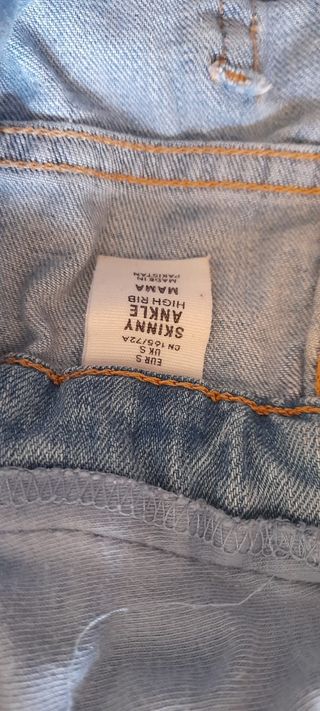 EUR S
UK S
CN 165/72A
SKINNY
ANKLE
HIGH RIB
MAMA
MADE IN
PAKISTAN